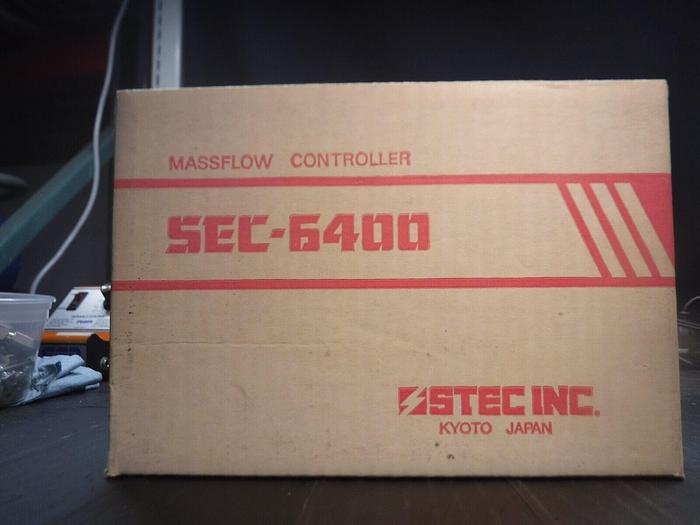 MASSFLOW CONTROLLER
SEC-6400
STEC INC.
KYOTO JAPAN